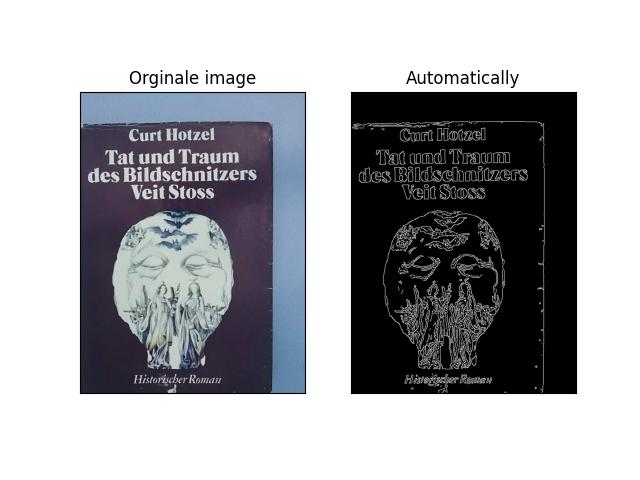 Orginale image
Curt Hotzel
Tat und Traum
des Bildschnitzers
Veit Stoss
Historischer Roman
Automatically
Curt Hotzel
Tat und Traum
des Bildschnitzers
Veit Stoss
Historischer Roman